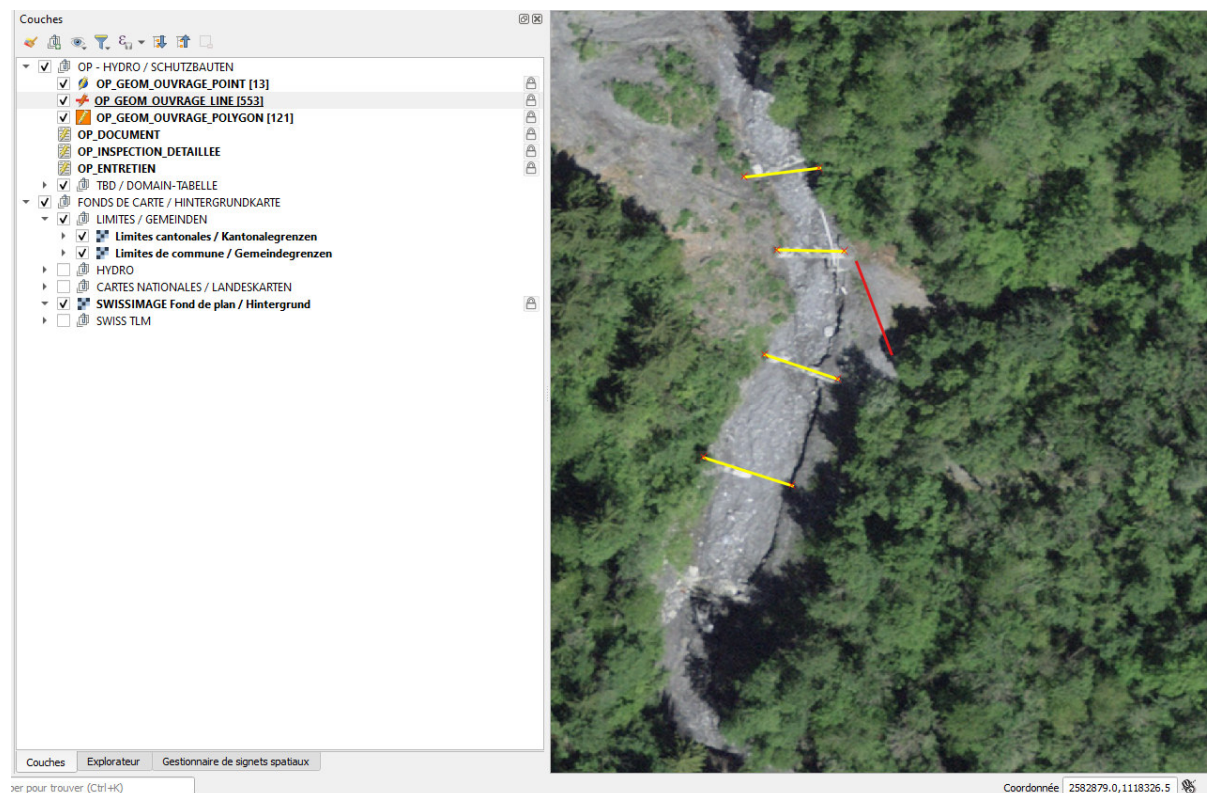 Couches
OP - HYDRO / SCHUTZBAUTEN
OP_GEOM_OUVRAGE_POINT [13]
OP_GEOM_OUVRAGE_LINE [553]
OP_GEOM_OUVRAGE_POLYGON [121]
OP_DOCUMENT
OP_INSPECTION_DETAILLEE
OP_ENTRETIEN
TBD / DOMAIN-TABELLE
FONDS DE CARTE / HINTERGRUNDKARTE
LIMITES / GEMEINDEN
Limites cantonales / Kantonalegrenzen
Limites de commune / Gemeindegrenzen
HYDRO
CARTES NATIONALES / LANDESKARTEN
SWISSIMAGE Fond de plan / Hintergrund
SWISS TLM
Couches Explorateur Gestionnaire de signets spatiaux
per pour trouver (Ctrl+K) Coordonnée 2582879.0,1118326.5